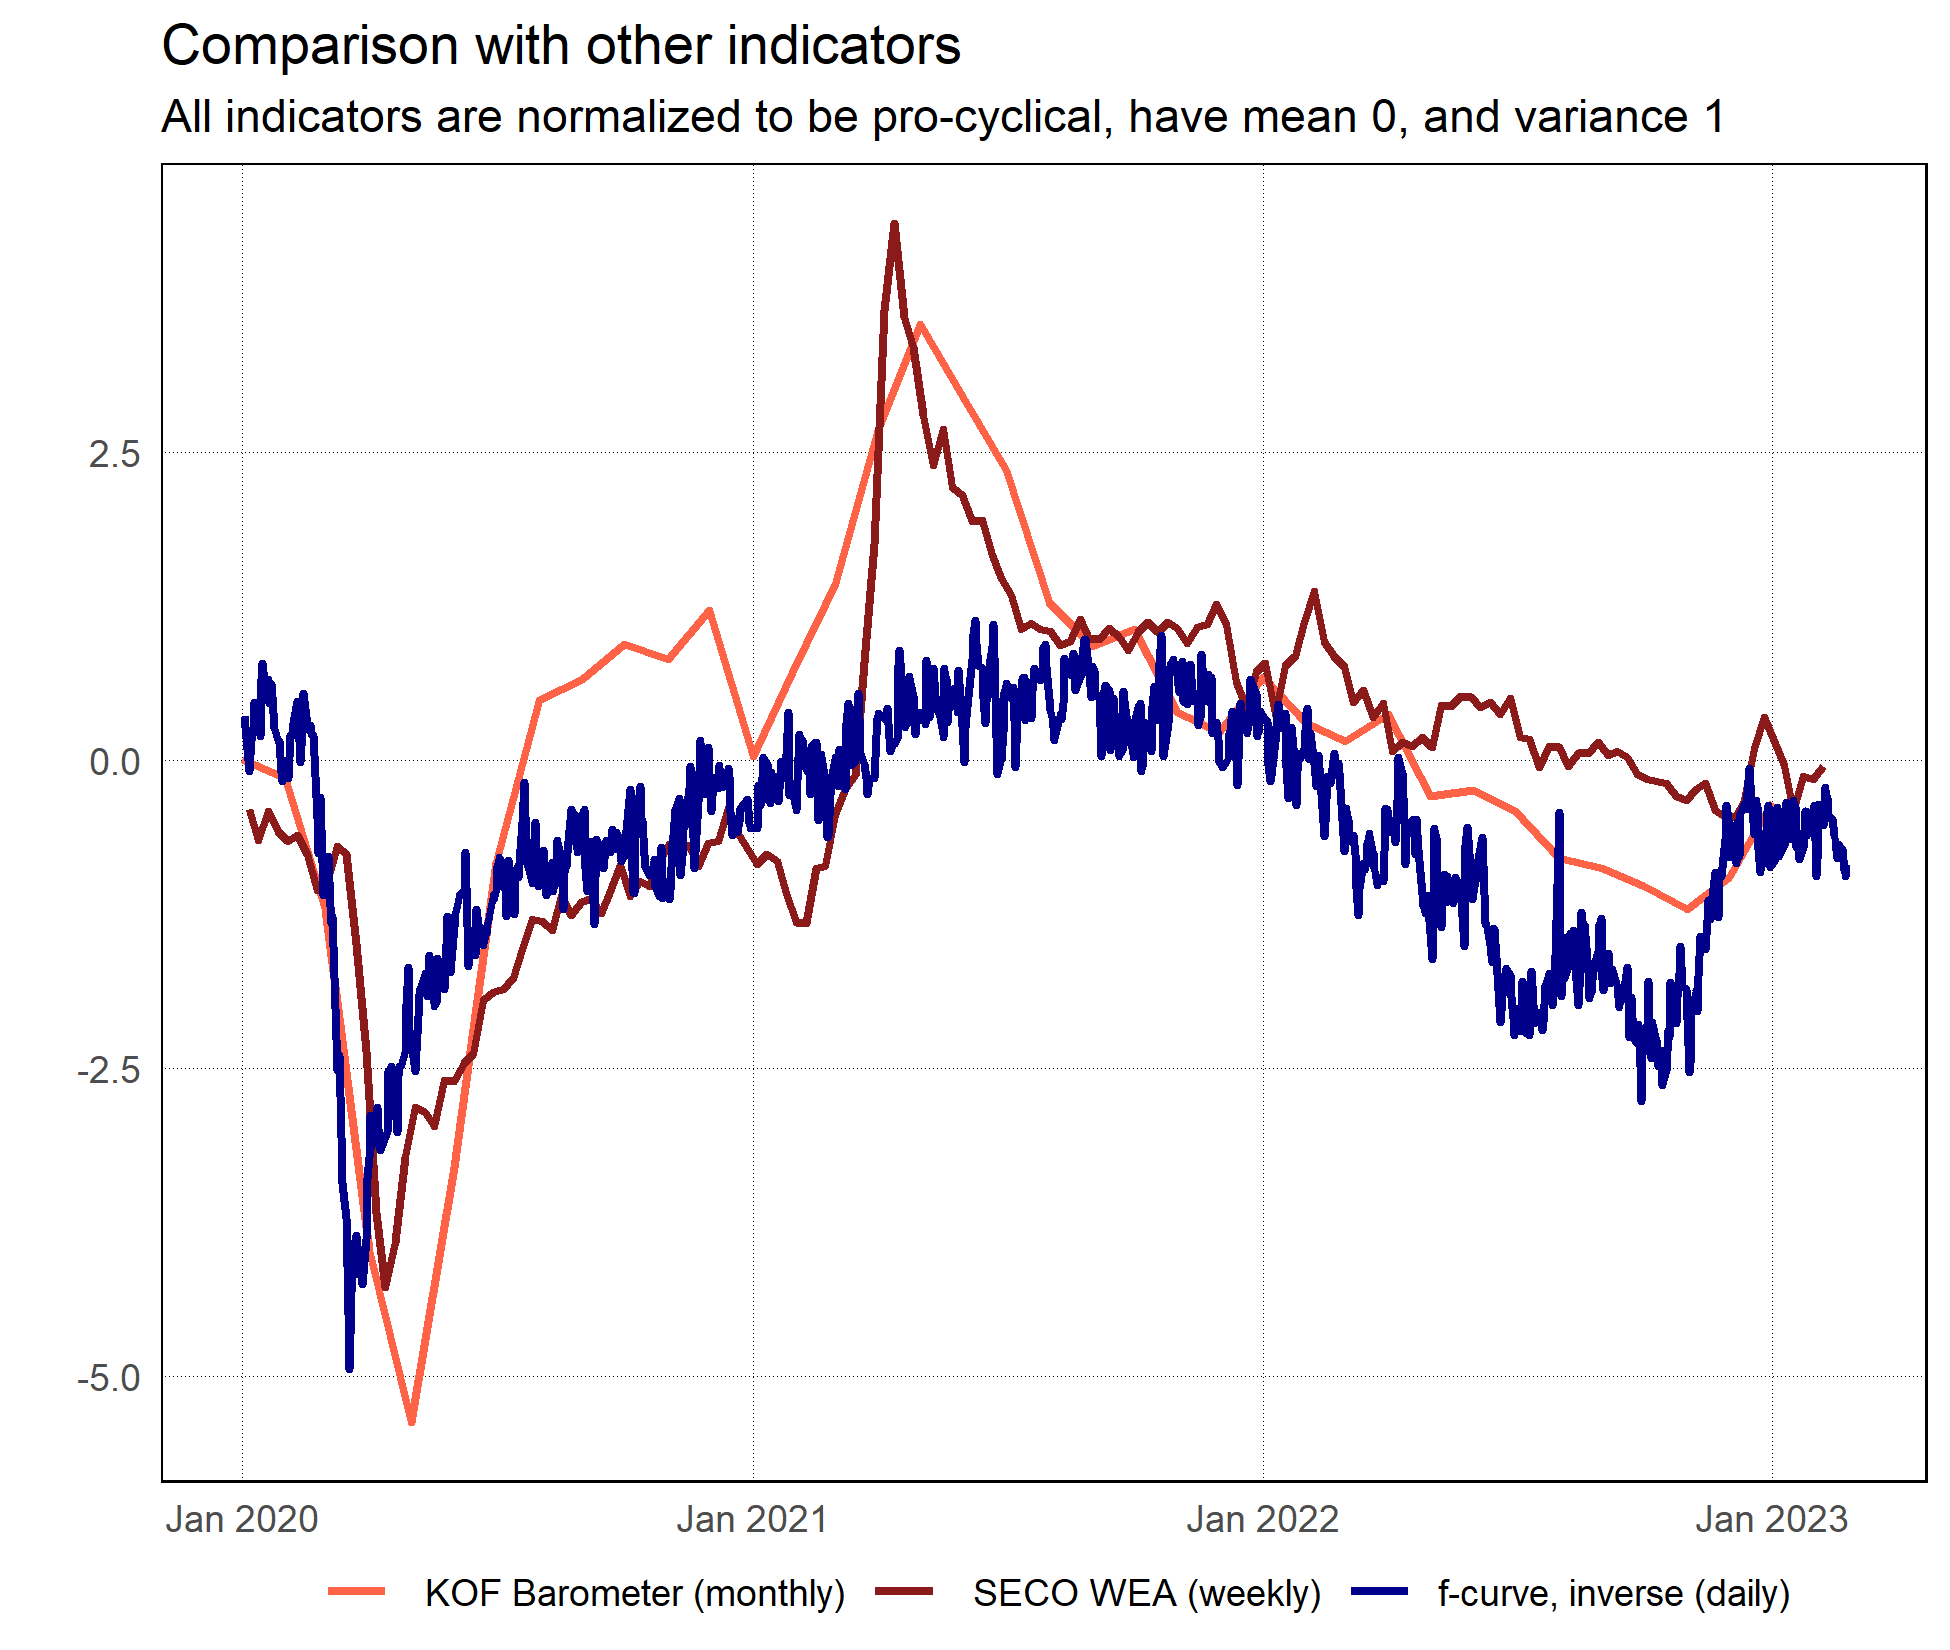 Comparison with other indicators
All indicators are normalized to be pro-cyclical, have mean 0, and variance 1
2.5
0.0
-2.5
-5.0
Jan 2020 Jan 2021 Jan 2022 Jan 2023
KOF Barometer (monthly) SECO WEA (weekly) f-curve, inverse (daily)